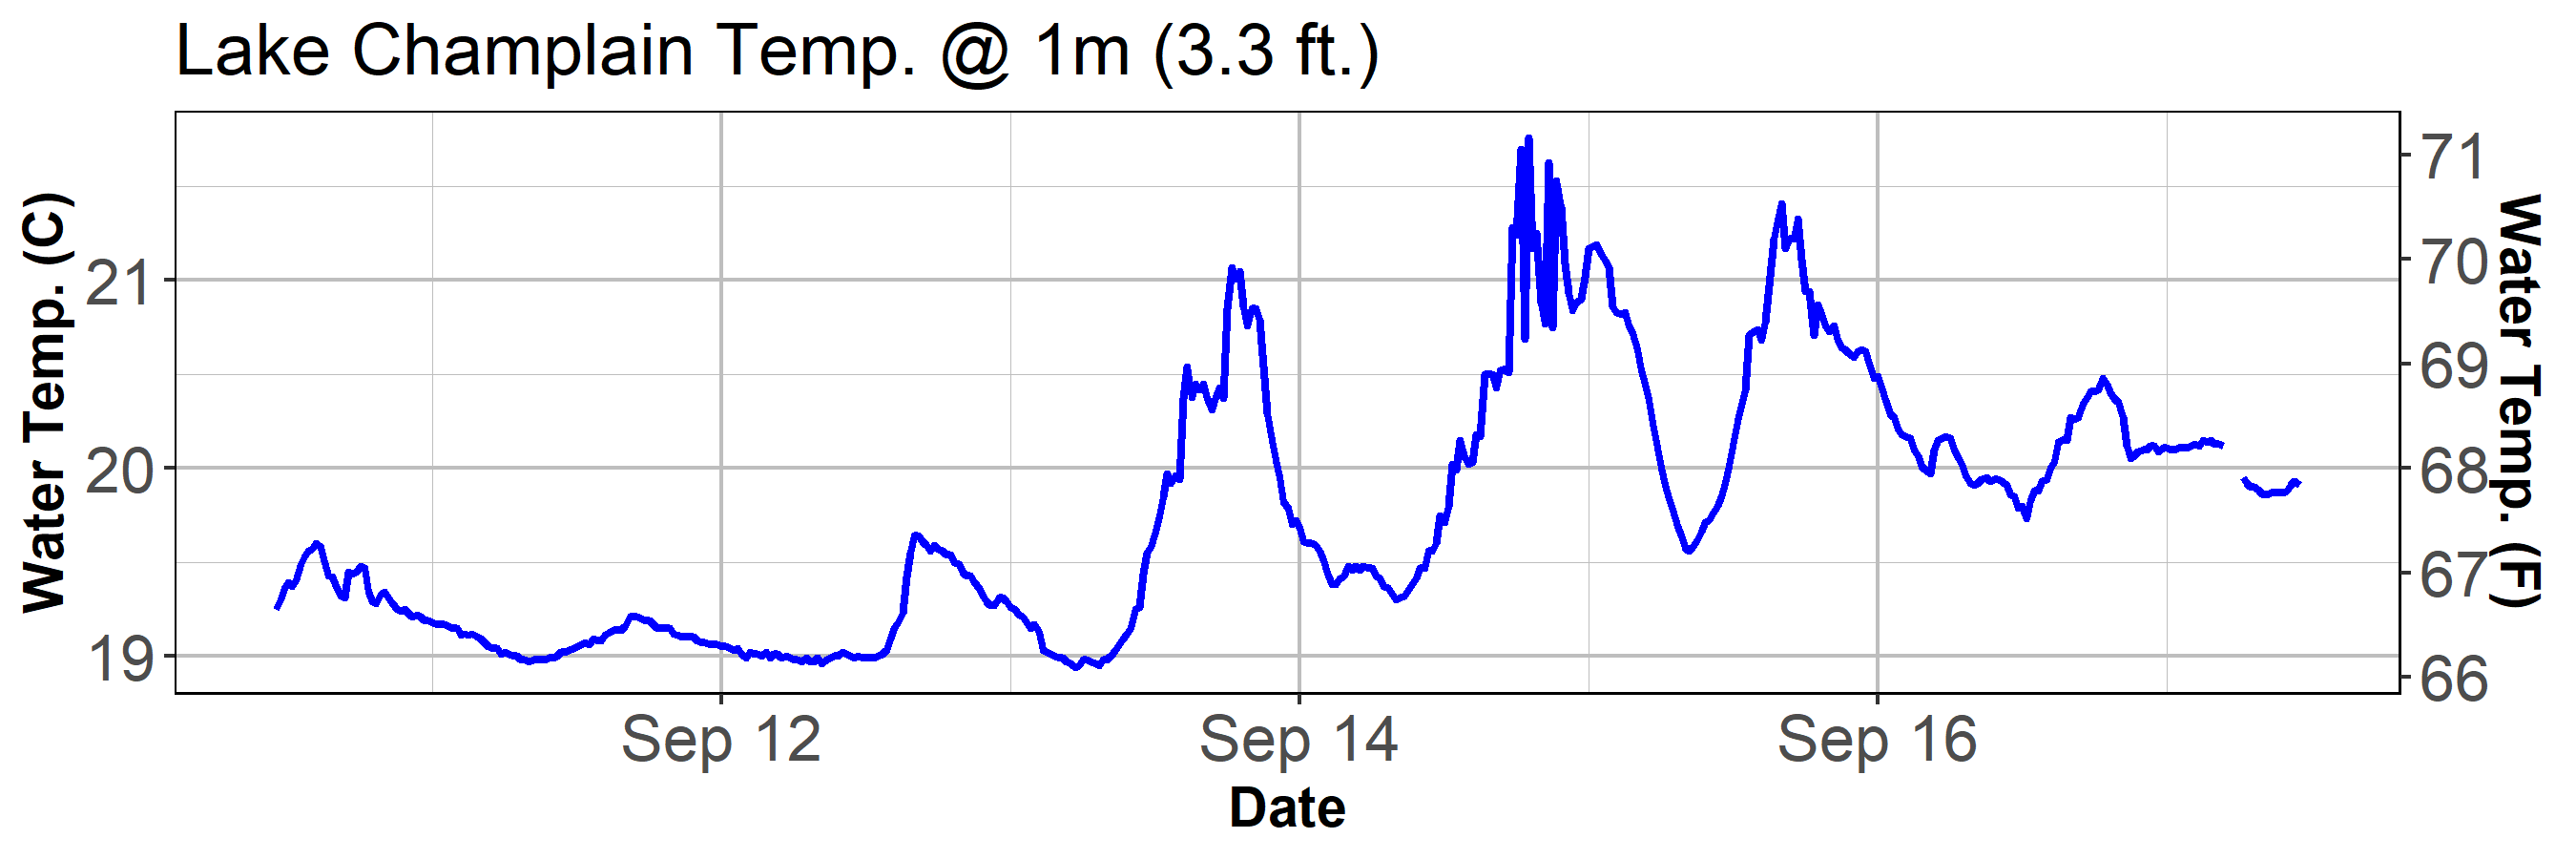 Lake Champlain Temp. @ 1m (3.3 ft.)
Water Temp. (C)
21
20
19
71
70
69
68
67
66
Water Temp. (F)
Sep 12 Sep 14 Sep 16
Date